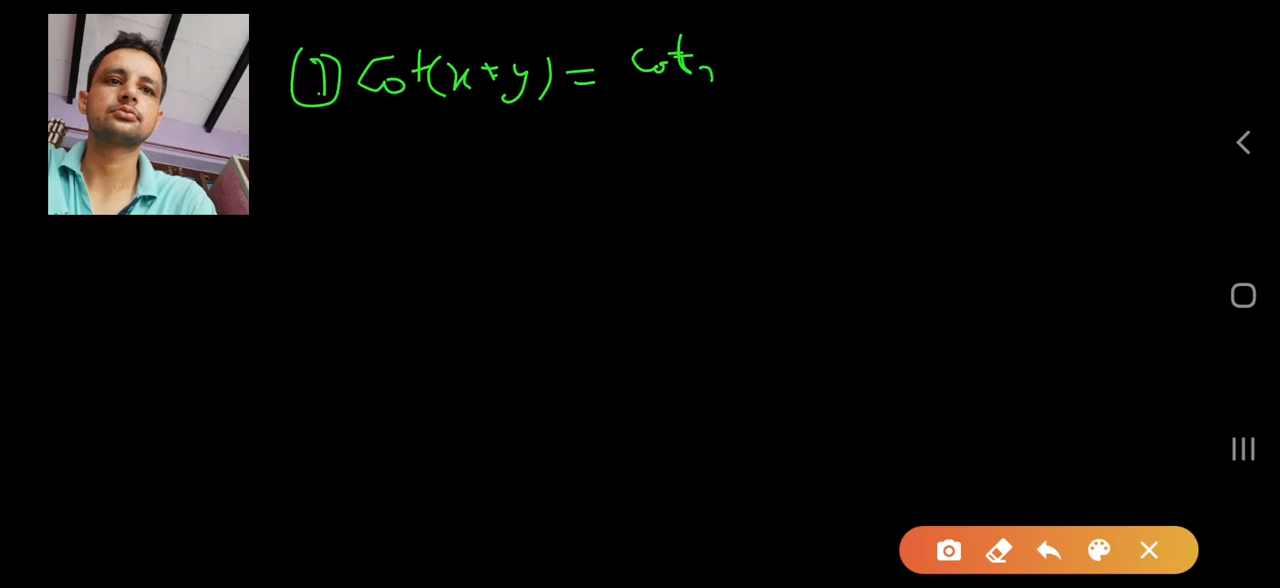 (1) Cot(x+y) = cot